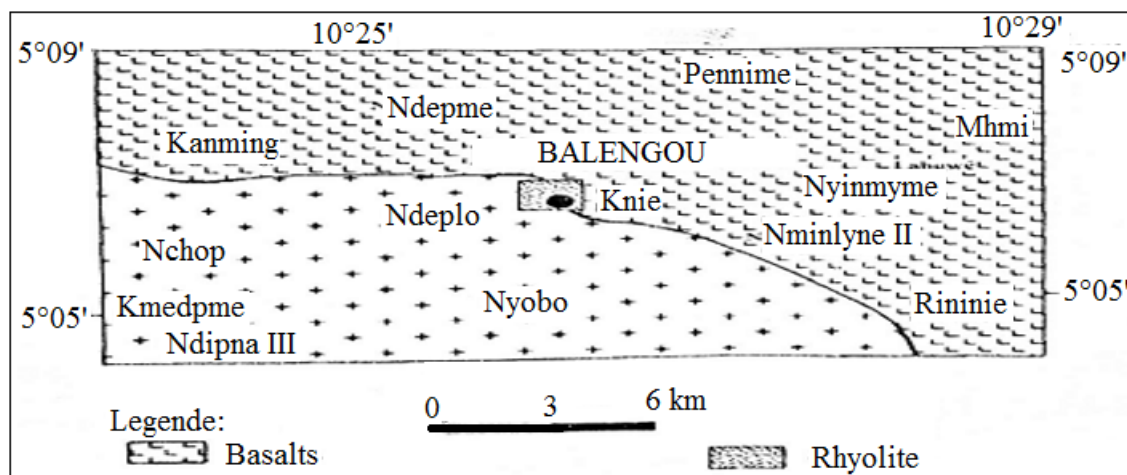 10°25' 10°29'
5°09' 5°09'
Pennime
Ndepme
Mhmi
Kanming
BALENGOU
Nyinmyme
Ndeplo Knie
Nminlyne II
Nchop
Kmedpme Nyobo Rininie 5°05'
5°05'
Ndipna III
0 3 6 km
Legende:
Basalts Rhyolite